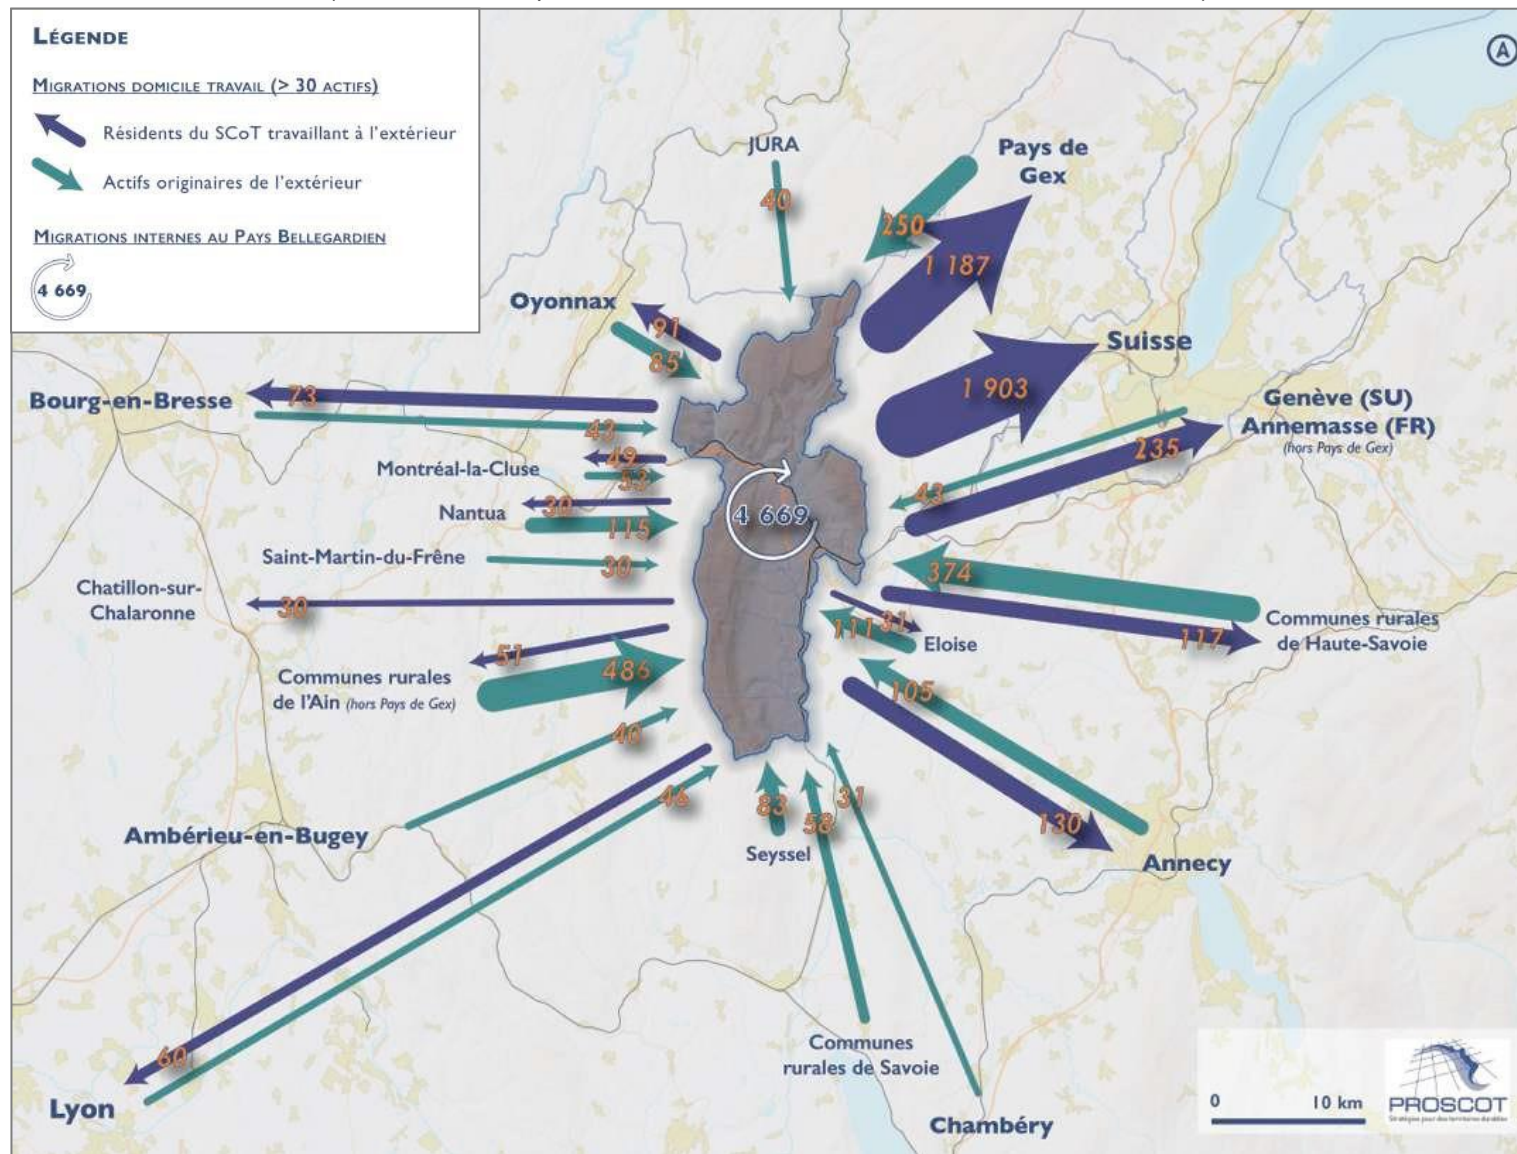 LÉGENDE
MIGRATIONS DOMICILE TRAVAIL (> 30 ACTIFS)
Résidents du SCoT travaillant à l'extérieur
Actifs originaires de l'extérieur
MIGRATIONS INTERNES AU PAYS BELLEGARDIEN
4 669
A
JURA
40
Pays de
Gex
250
1 187
Oyonnax
91
85
Suisse
1 903
Bourg-en-Bresse
73
43
Genève (SU)
Annemasse (FR)
(hors Pays de Gex)
235
43
Montréal-la-Cluse
49
53
Nantua
30
115
4 669
Saint-Martin-du-Frêne
30
374
Chatillon-sur-
Chalaronne
30
Communes rurales
de Haute-Savoie
117
31
111
Eloise
51
486
Communes rurales
de l'Ain (hors Pays de Gex)
105
40
46
83
58
31
130
Ambérieu-en-Bugey
Seyssel
Annecy
60
Lyon
Communes
rurales de Savoie
Chambéry
0 10 km
PROSCOT
Stratégies pour des territoires durables